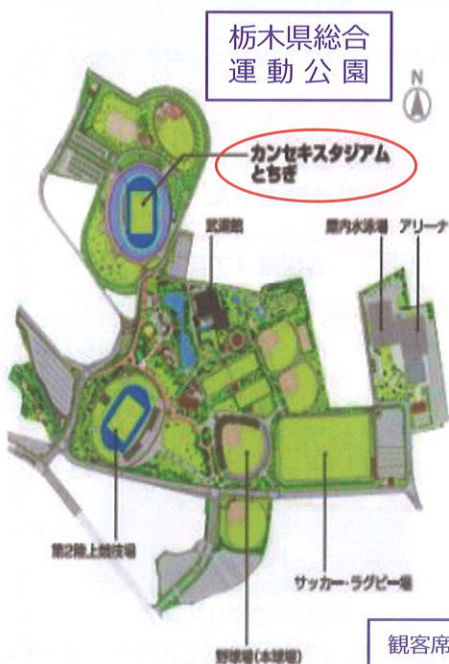 栃木県総合
運動公園
N
カンセキスタジアム
とちぎ
武道館
屋内水泳場
アリーナ
第2陸上競技場
サッカー・ラグビー場
野球場(本球場)
観客席